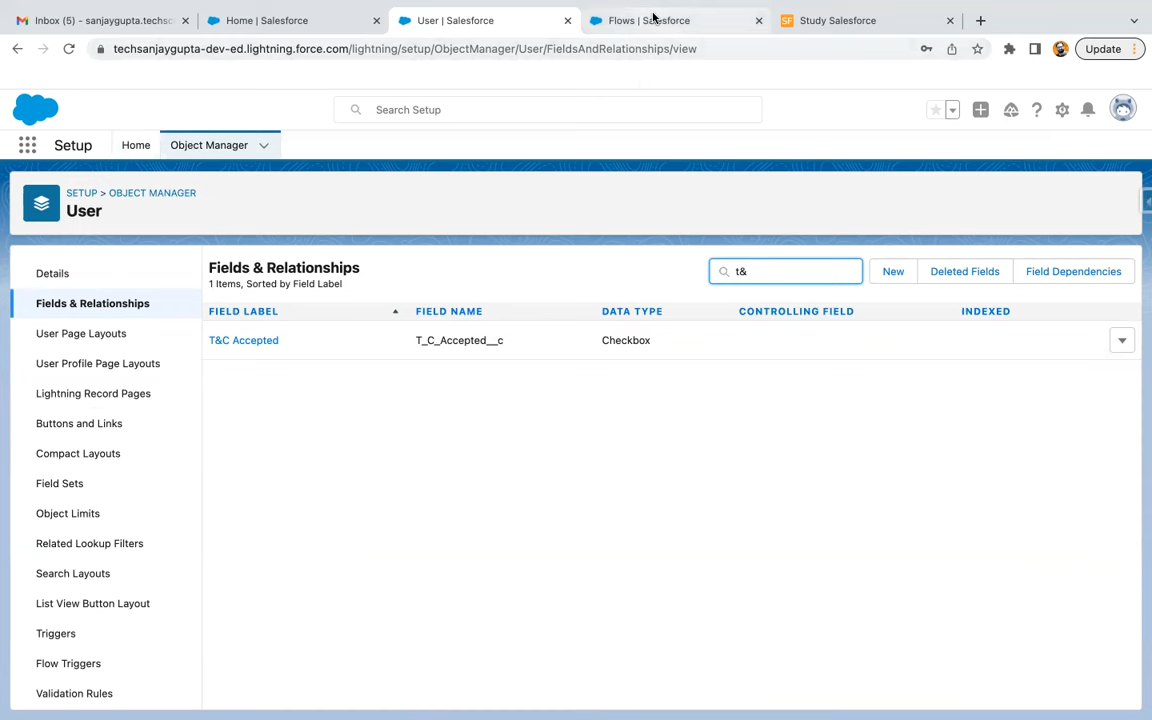 Inbox (5) - sanjaygupta.techsch
Home | Salesforce
User | Salesforce
Flows | Salesforce
SF
Study Salesforce
techsanjaygupta-dev-ed.lightning.force.com/lightning/setup/ObjectManager/User/FieldsAndRelationships/view
Update
Search Setup
Setup
Home
Object Manager
SETUP > OBJECT MANAGER
User
Details
Fields & Relationships
User Page Layouts
User Profile Page Layouts
Lightning Record Pages
Buttons and Links
Compact Layouts
Field Sets
Object Limits
Related Lookup Filters
Search Layouts
List View Button Layout
Triggers
Flow Triggers
Validation Rules
Fields & Relationships
1 Items, Sorted by Field Label
t&
New
Deleted Fields
Field Dependencies
FIELD LABEL FIELD NAME DATA TYPE CONTROLLING FIELD INDEXED
T&C Accepted T_C_Accepted__c Checkbox